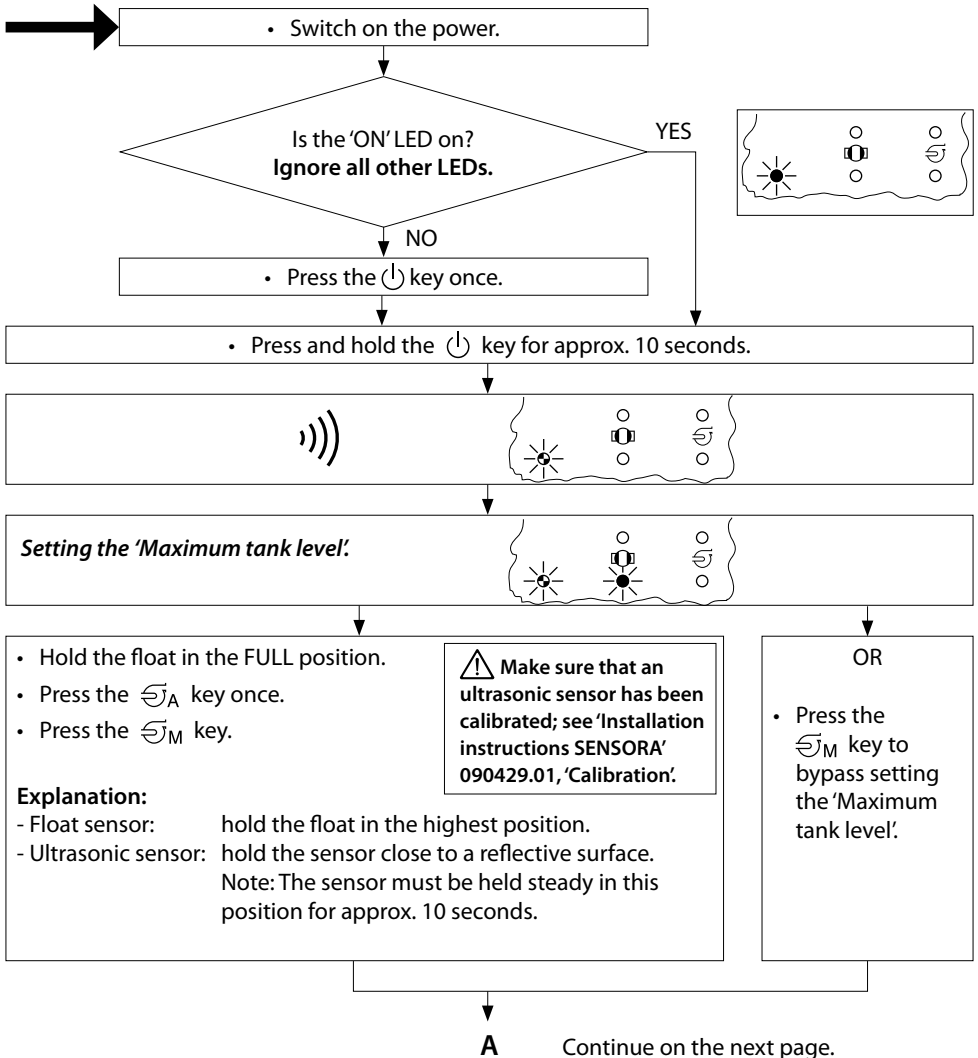 • Switch on the power.
Is the ‘ON’ LED on?
Ignore all other LEDs.
YES
NO
• Press the key once.
• Press and hold the key for approx. 10 seconds.
Setting the ‘Maximum tank level’.
• Hold the float in the FULL position.
• Press the A key once.
• Press the M key.
Make sure that an
ultrasonic sensor has been
calibrated; see ‘Installation
instructions SENSORA’
090429.01, ‘Calibration’.
Explanation:
- Float sensor: hold the float in the highest position.
- Ultrasonic sensor: hold the sensor close to a reflective surface.
Note: The sensor must be held steady in this
position for approx. 10 seconds.
OR
• Press the
M key to
bypass setting
the ‘Maximum
tank level’.
A Continue on the next page.